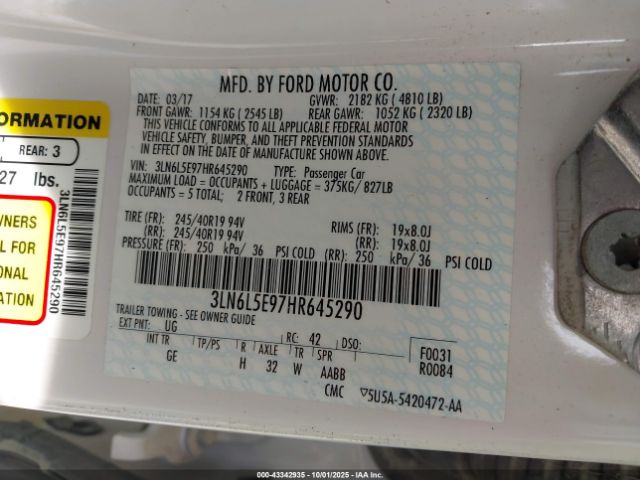 MFD. BY FORD MOTOR CO.
DATE: 03/17 GVWR: 2182 KG ( 4810 LB)
FRONT GAWR: 1154 KG ( 2545 LB) REAR GAWR: 1052 KG ( 2320 LB)
THIS VEHICLE CONFORMS TO ALL APPLICABLE FEDERAL MOTOR
VEHICLE SAFETY, BUMPER, AND THEFT PREVENTION STANDARDS
IN EFFECT ON THE DATE OF MANUFACTURE SHOWN ABOVE.
VIN: 3LN6L5E97HR645290 TYPE: Passenger Car
MAXIMUM LOAD = OCCUPANTS + LUGGAGE = 375KG/ 827LB
OCCUPANTS = 5 TOTAL; 2 FRONT, 3 REAR
TIRE (FR): 245/40R19 94V RIMS (FR): 19x8.0J
(RR): 245/40R19 94V (RR): 19x8.0J
PRESSURE (FR): 250 kPa/ 36 PSI COLD (RR) 250 kPa/ 36 PSI COLD
3LN6L5E97HR645290
TRAILER TOWING - SEE OWNER GUIDE
EXT PNT: UG RC: 42 DSO: F0031
INT TR TP/PS R AXLE TR SPR R0084
GE H 32 W AABB
CMC 5U5A-5420472-AA
FORMATION
REAR: 3
27 lbs.
WNERS
L FOR
ONAL
ATION
3LN6L5E97HR645290
000-43342935 - 10/01/2025 - IAA Inc.